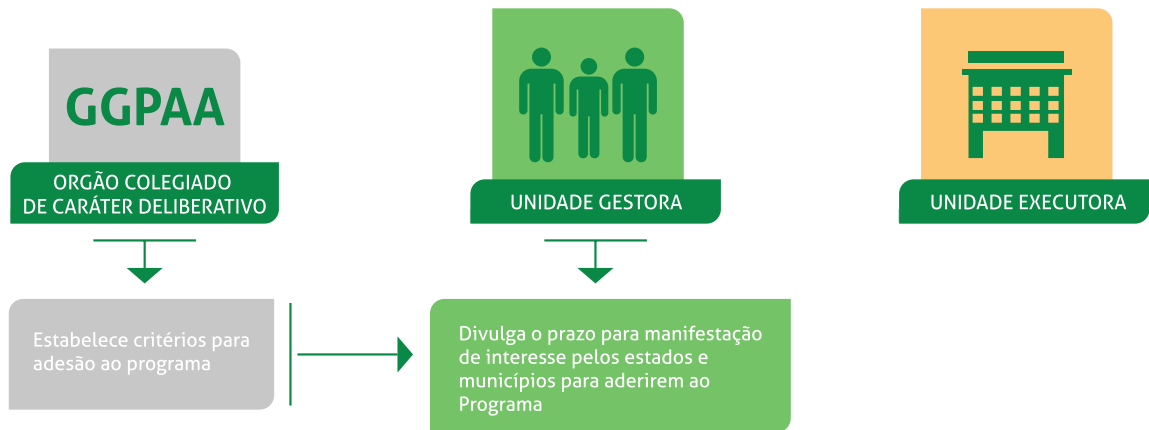 GGPAA
ORGÃO COLEGIADO
DE CARÁTER DELIBERATIVO
UNIDADE GESTORA
UNIDADE EXECUTORA
Estabelece critérios para
adesão ao programa
Divulga o prazo para manifestação
de interesse pelos estados e
municípios para aderirem ao
Programa